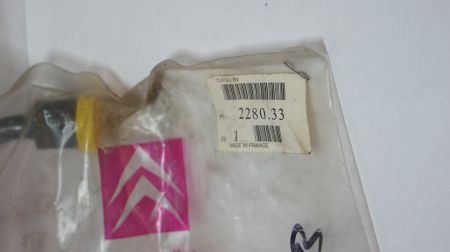 TUYAU BV
2280.33
1
MADE IN FRANCE